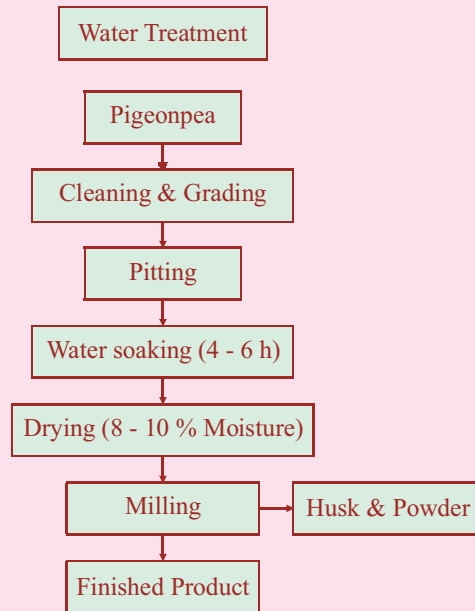 Water Treatment
Pigeonpea
Cleaning & Grading
Pitting
Water soaking (4 - 6 h)
Drying (8 - 10 % Moisture)
Milling
Husk & Powder
Finished Product